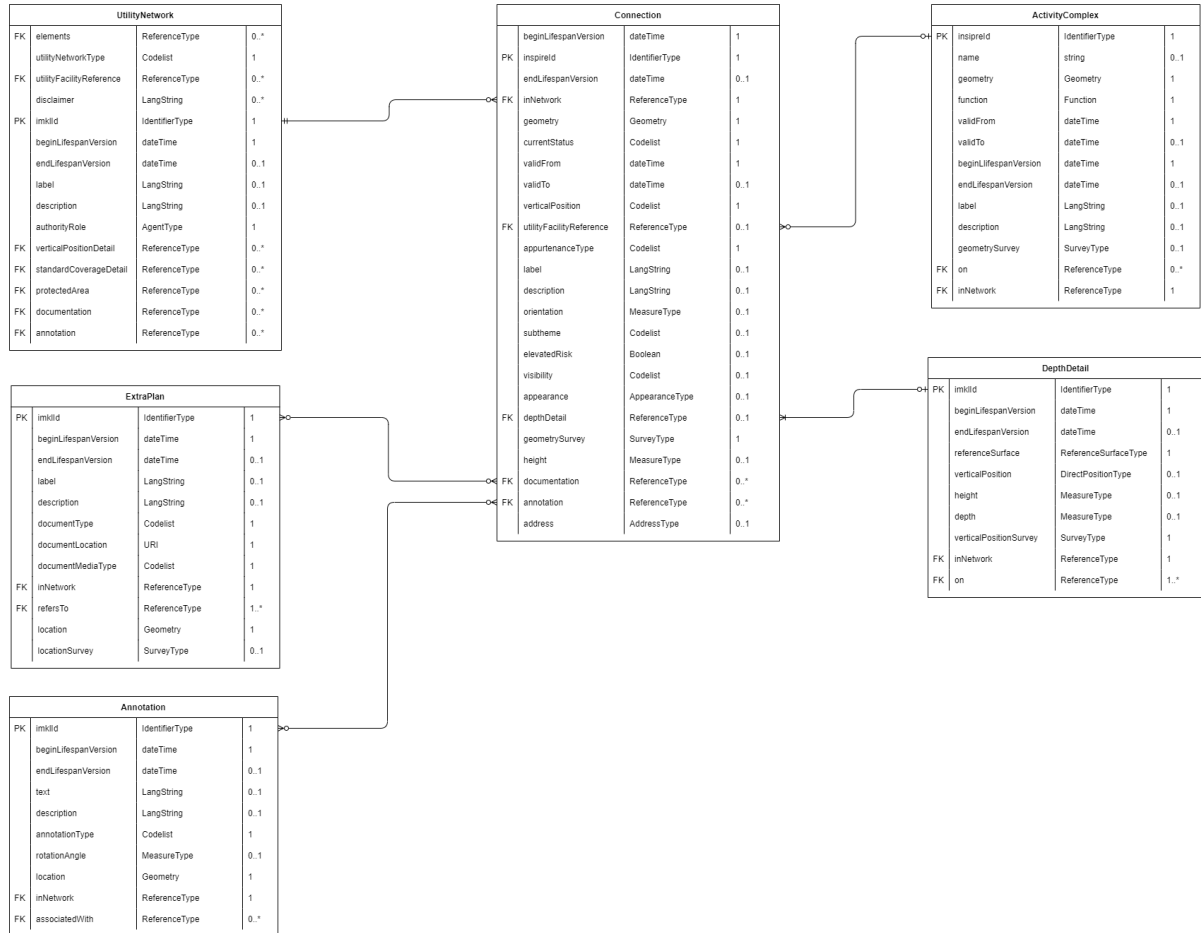 UtilityNetwork
FK elements ReferenceType 0..*
utilityNetworkType Codelist 1
FK utilityFacilityReference ReferenceType 0..*
disclaimer LangString 0..*
PK imklId IdentifierType 1
beginLifespanVersion dateTime 1
endLifespanVersion dateTime 0..1
label LangString 0..1
description LangString 0..1
authorityRole AgentType 1
FK verticalPositionDetail ReferenceType 0..*
FK standardCoverageDetail ReferenceType 0..*
FK protectedArea ReferenceType 0..*
FK documentation ReferenceType 0..*
FK annotation ReferenceType 0..*
ExtraPlan
PK imklId IdentifierType 1
beginLifespanVersion dateTime 1
endLifespanVersion dateTime 0..1
label LangString 0..1
description LangString 0..1
documentType Codelist 1
documentLocation URI 1
documentMediaType Codelist 1
FK inNetwork ReferenceType 1
FK refersTo ReferenceType 1..*
location Geometry 1
locationSurvey SurveyType 0..1
Annotation
PK imklId IdentifierType 1
beginLifespanVersion dateTime 1
endLifespanVersion dateTime 0..1
text LangString 0..1
description LangString 0..1
annotationType Codelist 1
rotationAngle MeasureType 0..1
location Geometry 1
FK inNetwork ReferenceType 1
FK associatedWith ReferenceType 0..*
Connection
beginLifespanVersion dateTime 1
PK inspireId IdentifierType 1
endLifespanVersion dateTime 0..1
FK inNetwork ReferenceType 1
geometry Geometry 1
currentStatus Codelist 1
validFrom dateTime 1
validTo dateTime 0..1
verticalPosition Codelist 1
FK utilityFacilityReference ReferenceType 0..1
appurtenanceType Codelist 1
label LangString 0..1
description LangString 0..1
orientation MeasureType 0..1
subtheme Codelist 0..1
elevatedRisk Boolean 0..1
visibility Codelist 0..1
appearance AppearanceType 0..1
FK depthDetail ReferenceType 0..1
geometrySurvey SurveyType 1
height MeasureType 0..1
FK documentation ReferenceType 0..*
FK annotation ReferenceType 0..*
address AddressType 0..1
ActivityComplex
PK insipreId IdentifierType 1
name string 0..1
geometry Geometry 1
function Function 1
validFrom dateTime 1
validTo dateTime 0..1
beginLlifespanVersion dateTime 1
endLifespanVersion dateTime 0..1
label LangString 0..1
description LangString 0..1
geometrySurvey SurveyType 0..1
FK on ReferenceType 0..*
FK inNetwork ReferenceType 1
DepthDetail
PK imklId IdentifierType 1
beginLifespanVersion dateTime 1
endLifespanVersion dateTime 0..1
referenceSurface ReferenceSurfaceType 1
verticalPosition DirectPositionType 0..1
height MeasureType 0..1
depth MeasureType 0..1
verticalPositionSurvey SurveyType 1
FK inNetwork ReferenceType 1
FK on ReferenceType 1..*